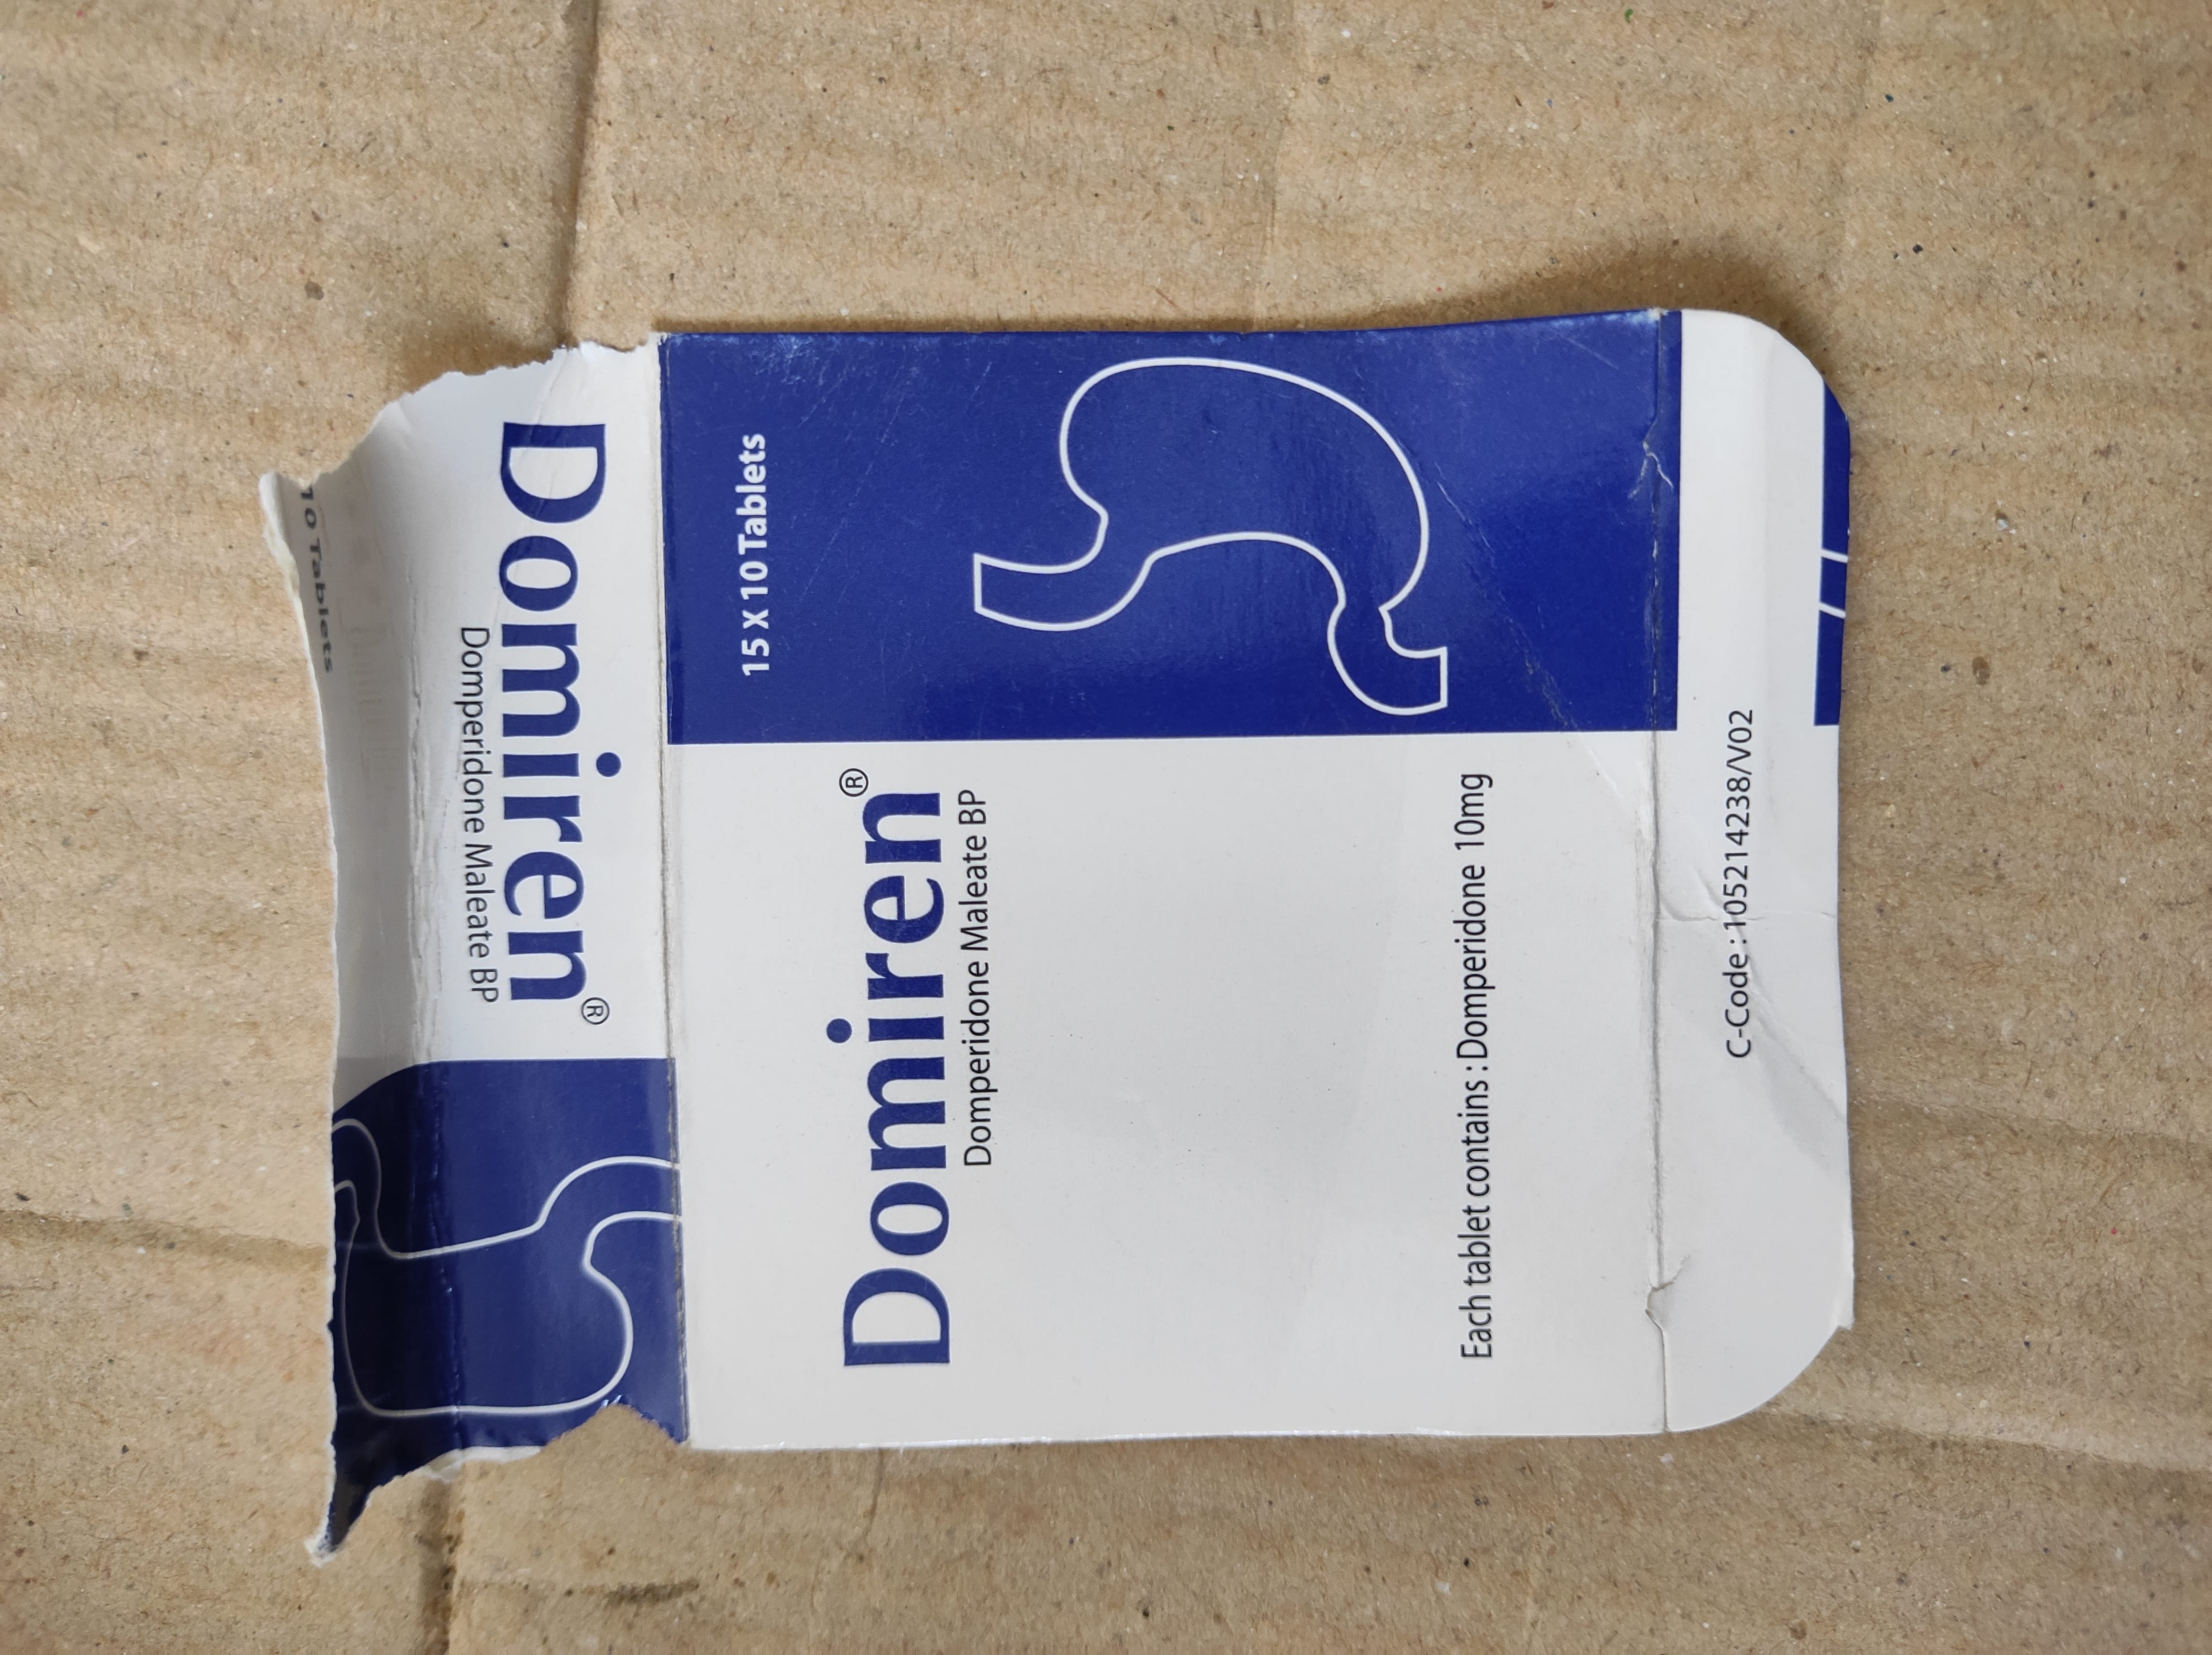 10 Tablets
Domiren®
Domperidone Maleate BP
15 X 10 Tablets
Domiren®
Domperidone Maleate BP
Each tablet contains : Domperidone 10mg
C-Code : 105214238/V02